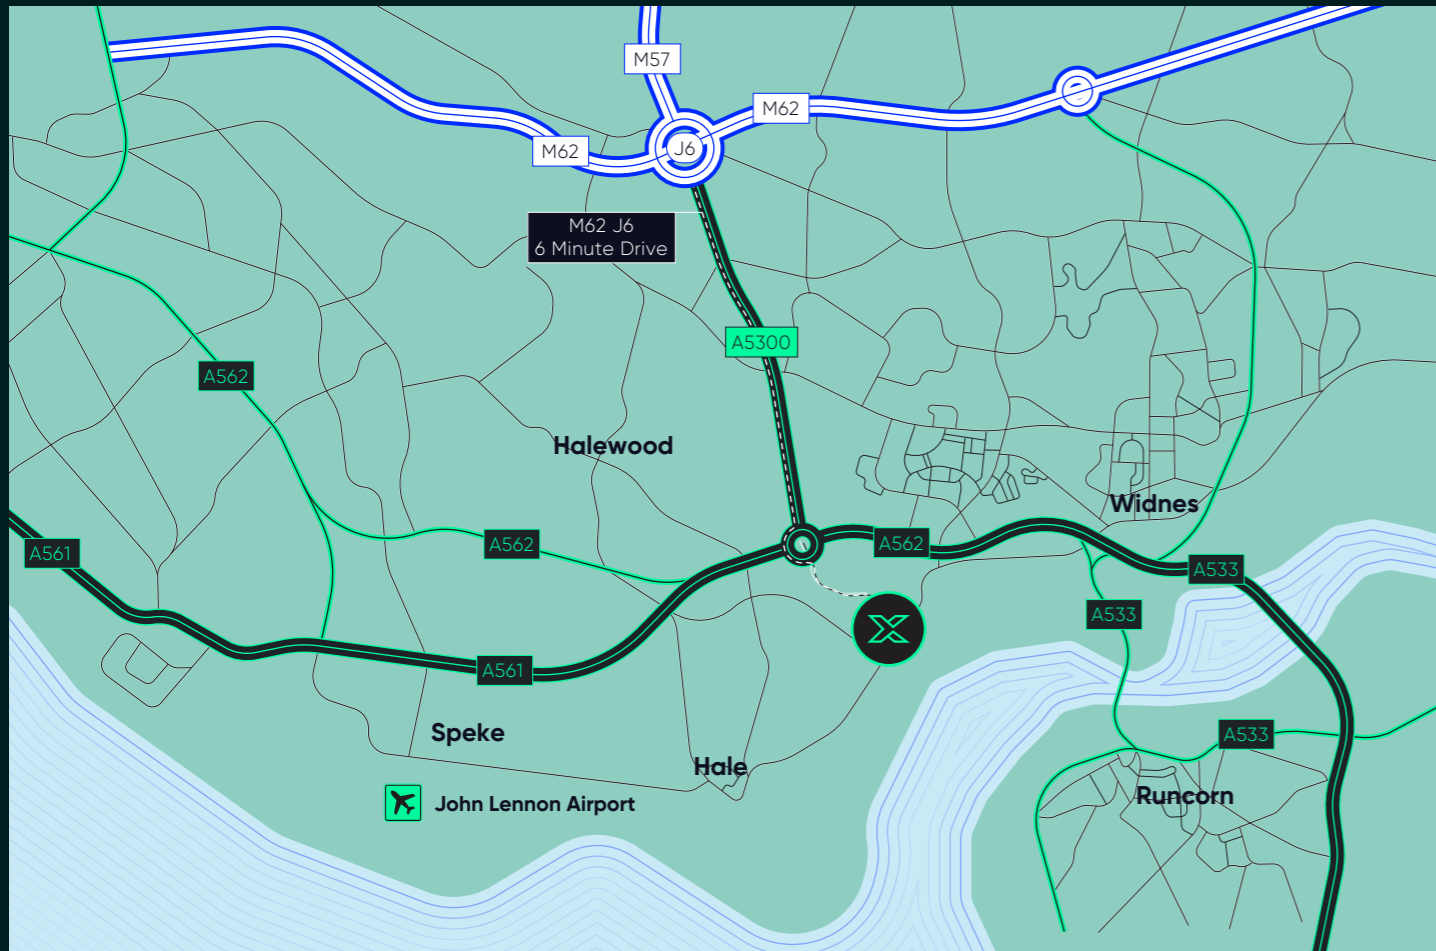 M57
M62
M62
J6
M62 J6
6 Minute Drive
A5300
A562
Halewood
Widnes
A561
A562
A562
A533
A533
A561
Speke
A533
Hale
Runcorn
John Lennon Airport